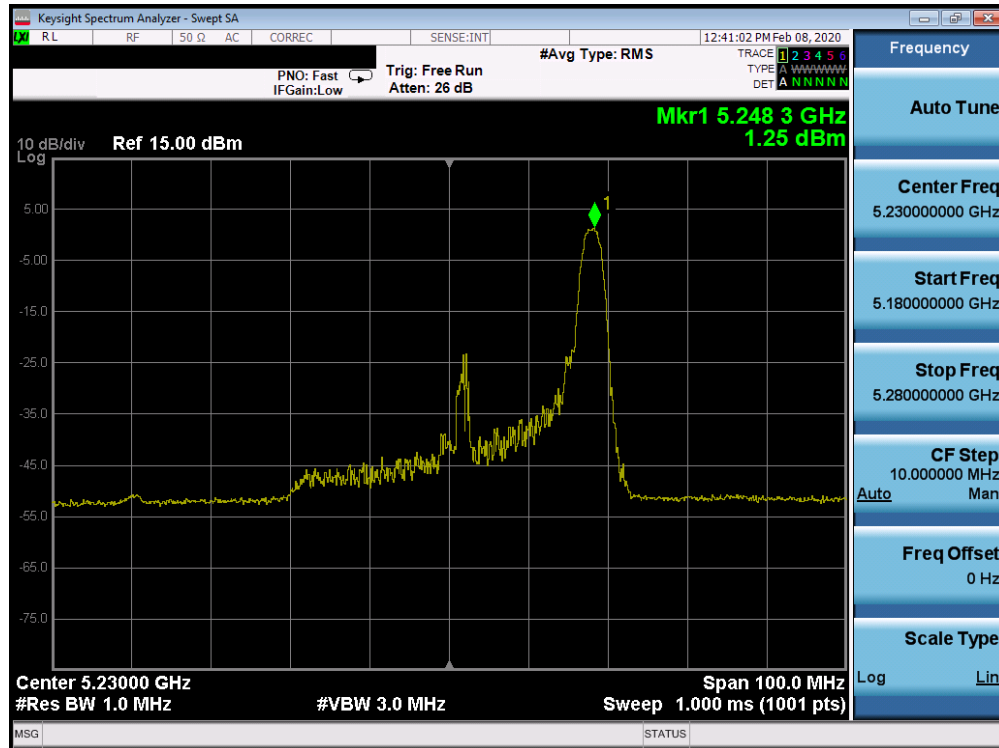 Keysight Spectrum Analyzer - Swept SA
LXI RL RF 50 Ω AC CORREC SENSE:INT 12:41:02 PM Feb 08, 2020
#Avg Type: RMS
TRACE 1 2 3 4 5 6
TYPE A WWWWW
DET A N N N N N
PNO: Fast
IFGain:Low
Trig: Free Run
Atten: 26 dB
Mkr1 5.248 3 GHz
1.25 dBm
10 dB/div Ref 15.00 dBm
Log
1
5.00
-5.00
-15.0
-25.0
-35.0
-45.0
-55.0
-65.0
-75.0
Center 5.23000 GHz Span 100.0 MHz
#Res BW 1.0 MHz #VBW 3.0 MHz Sweep 1.000 ms (1001 pts)
MSG STATUS
Frequency
Auto Tune
Center Freq
5.230000000 GHz
Start Freq
5.180000000 GHz
Stop Freq
5.280000000 GHz
CF Step
10.000000 MHz
Auto Man
Freq Offset
0 Hz
Scale Type
Log Lin